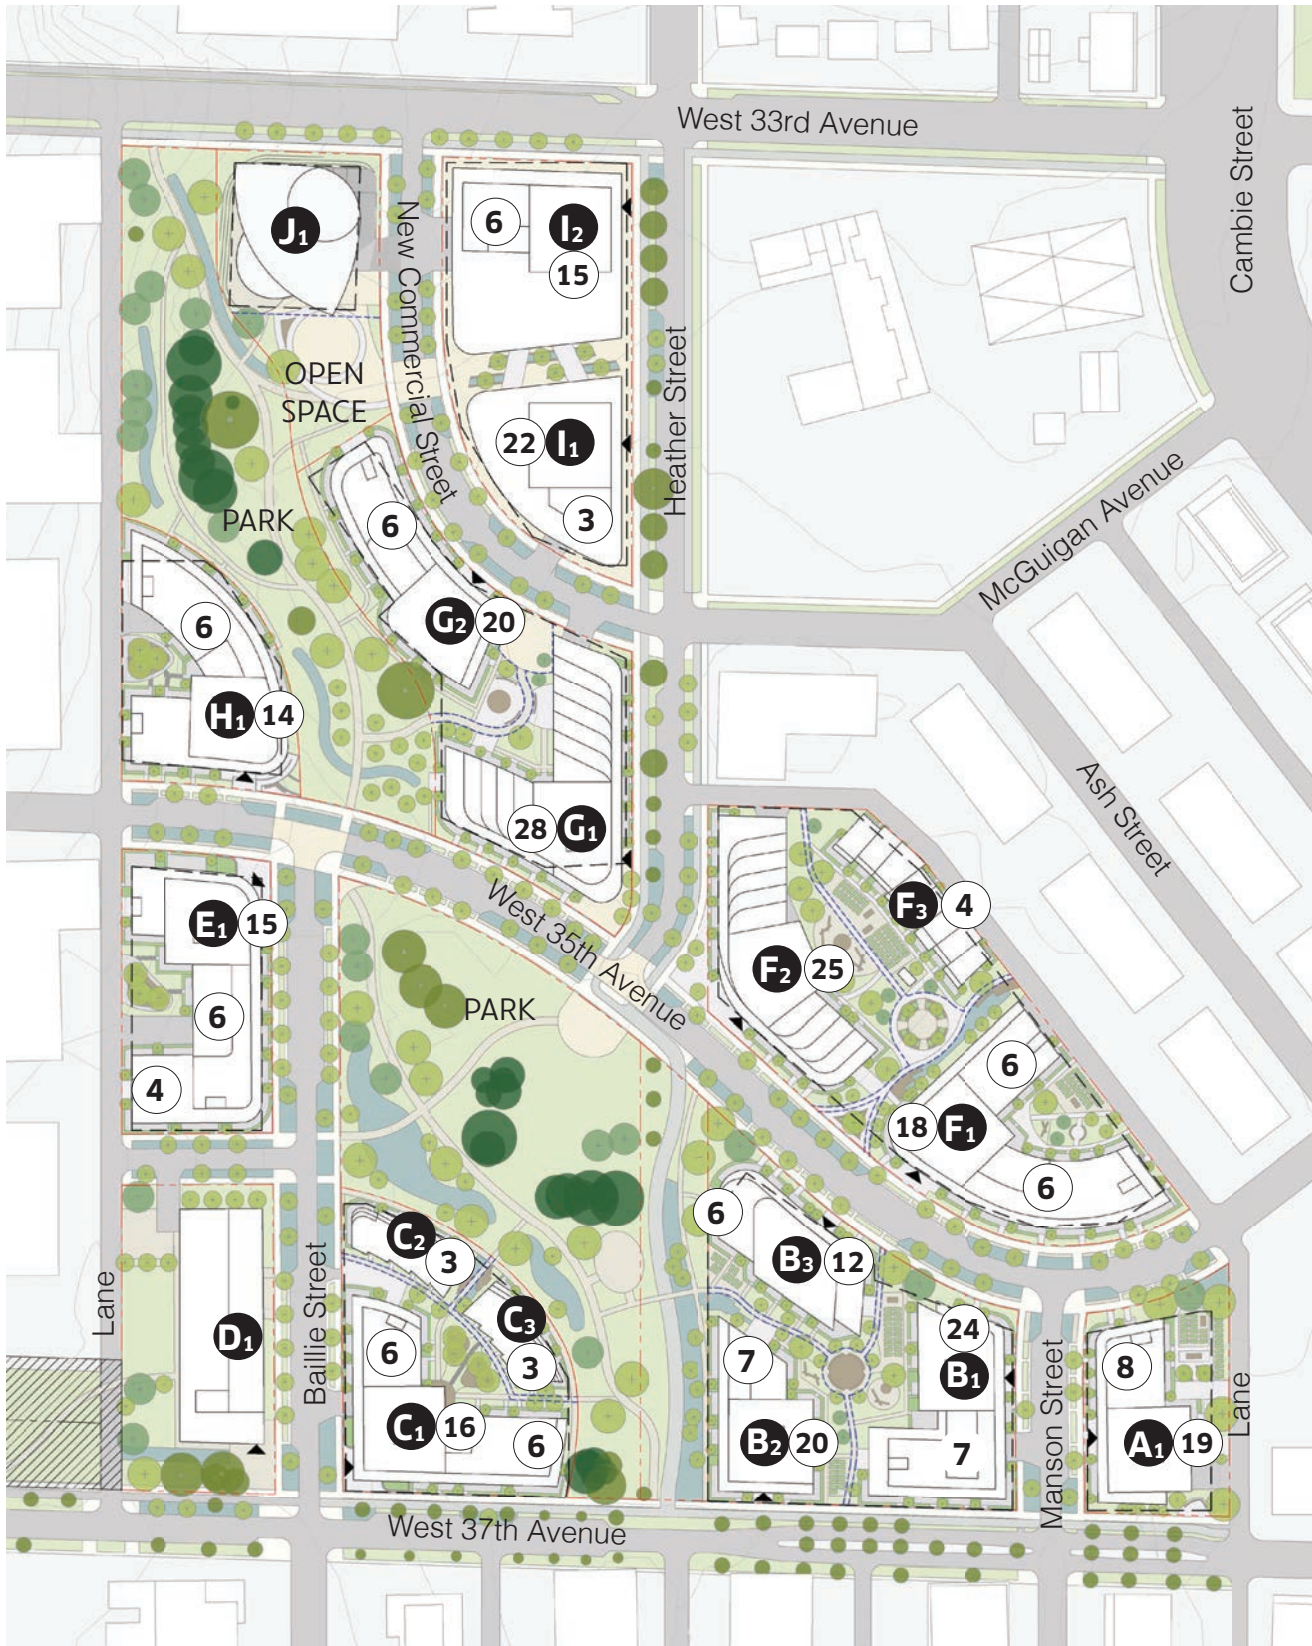 West 33rd Avenue
Cambie Street
J1
New Commercial Street
6
I2
15
OPEN
SPACE
Heather Street
22
I1
3
McGuigan Avenue
PARK
6
6
G2
20
H1
14
Ash Street
28
G1
West 35th Avenue
F3
4
E1
15
F2
25
PARK
6
6
4
18
F1
6
6
C2
3
B3
12
Lane
Baillie Street
D1
C3
3
6
24
B1
7
8
Manson Street
Lane
C1
16
6
B2
20
7
A1
19
West 37th Avenue